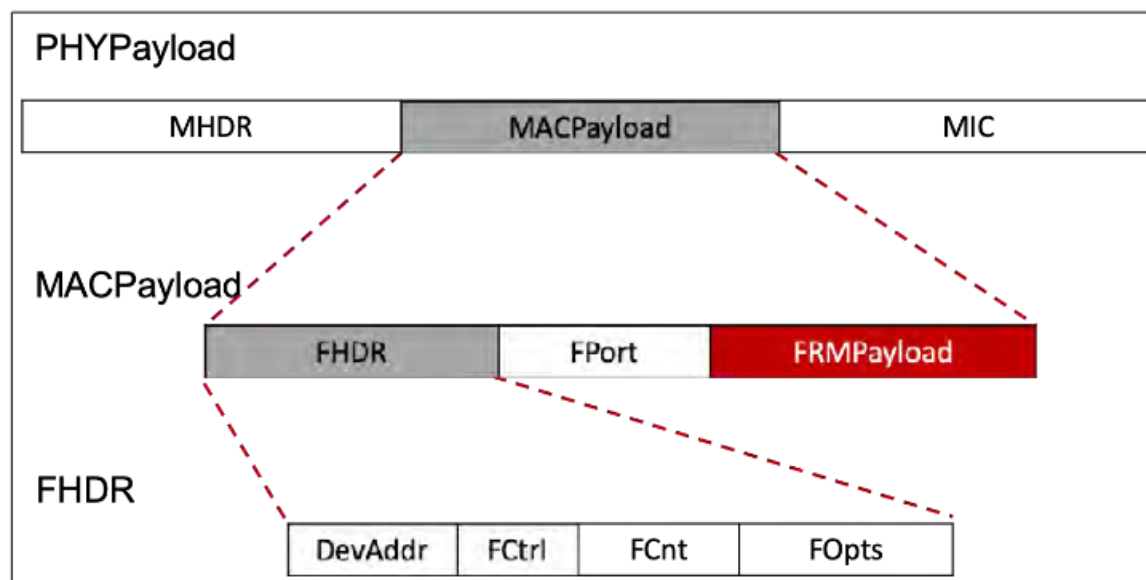 PHYPayload
MHDR MACPayload MIC
MACPayload
FHDR FPort FRMPayload
FHDR
DevAddr FCtrl FCnt FOpts